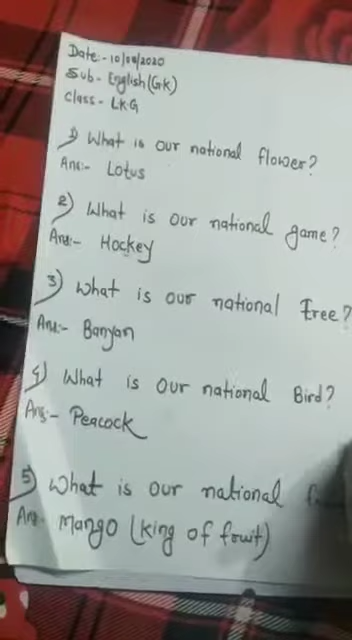 Date:- 10/09/2020
Sub- English(GK)
Class- LKG
1) What is our national flower?
Ans:- Lotus
2) What is our national game?
Ans:- Hockey
3) What is our national Tree?
Ans:- Banyan
4) What is our national Bird?
Ans:- Peacock
5) What is our national
Ans- Mango (King of fruit)